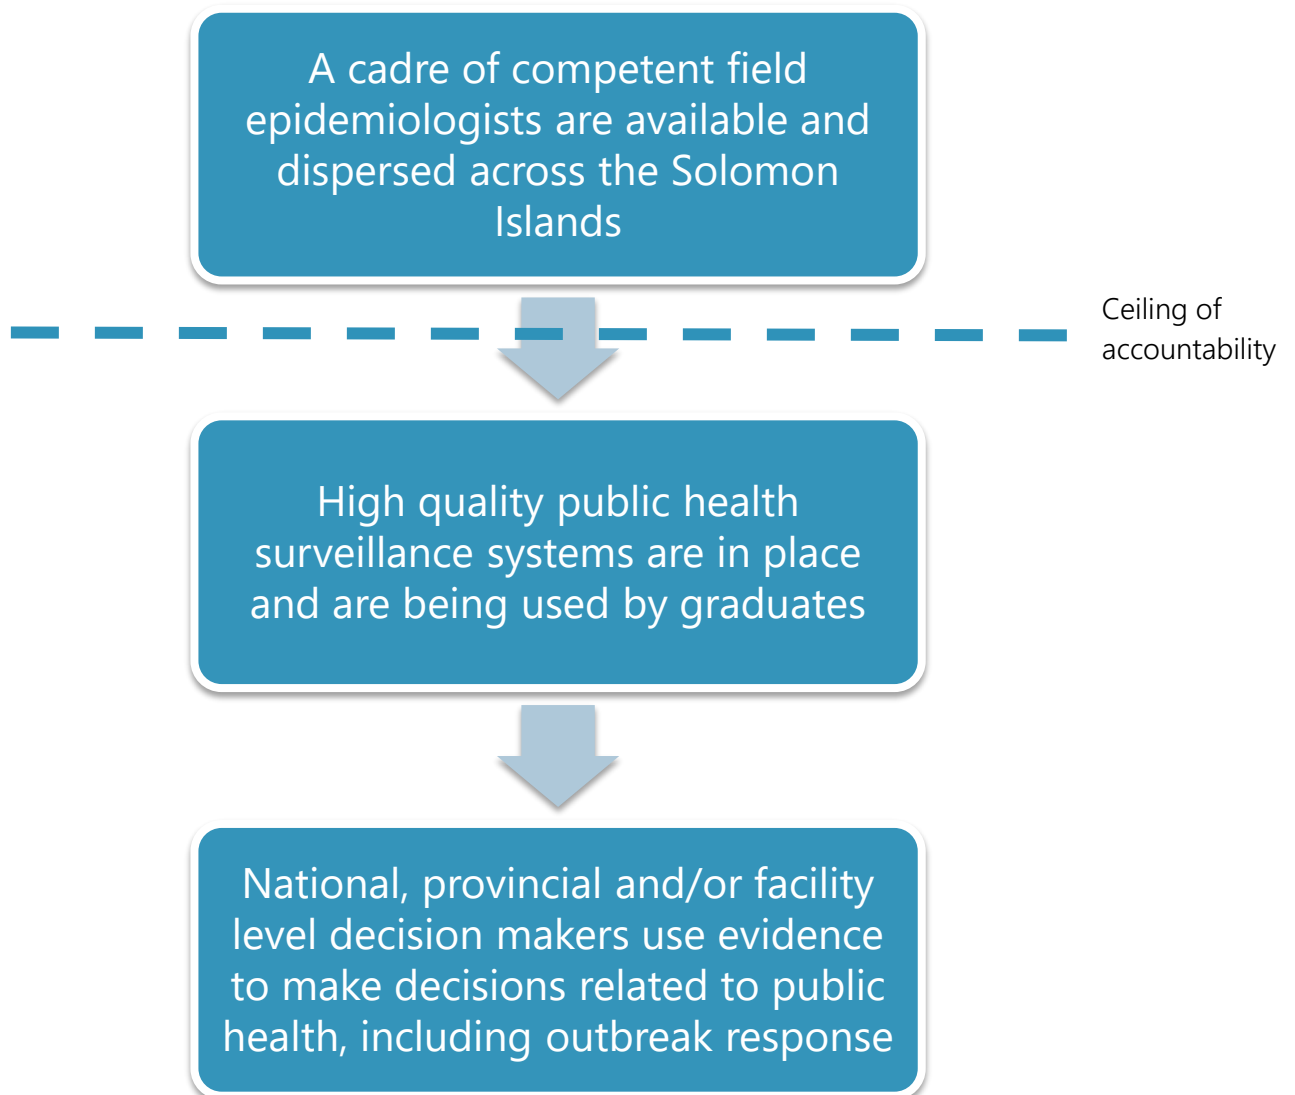 A cadre of competent field
epidemiologists are available and
dispersed across the Solomon
Islands
Ceiling of
accountability
High quality public health
surveillance systems are in place
and are being used by graduates
National, provincial and/or facility
level decision makers use evidence
to make decisions related to public
health, including outbreak response